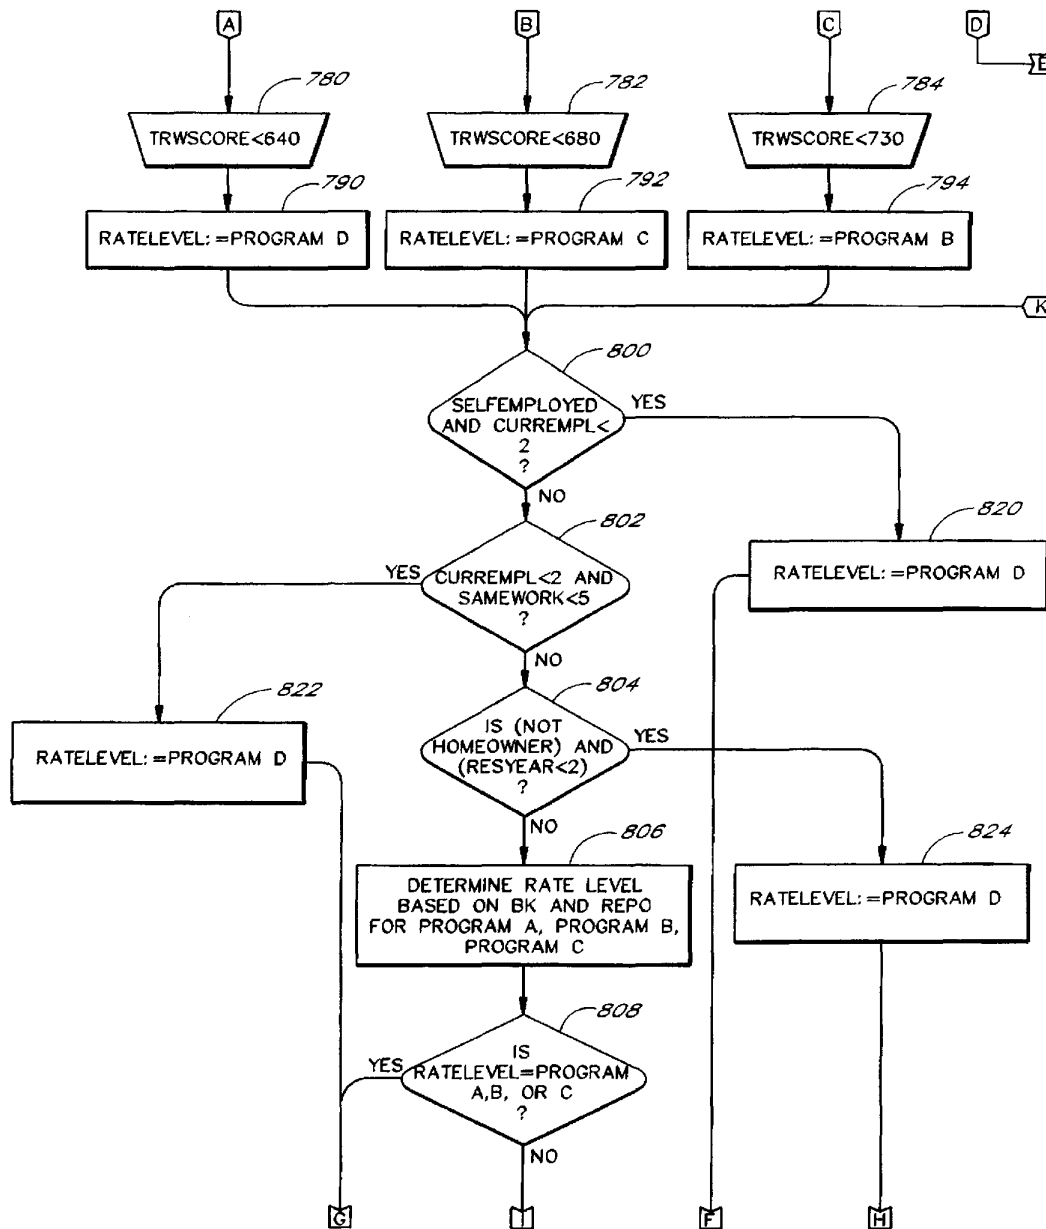 A
B
C
D
E
780
782
784
TRWSCORE<640
TRWSCORE<680
TRWSCORE<730
790
792
794
RATELEVEL:=PROGRAM D
RATELEVEL:=PROGRAM C
RATELEVEL:=PROGRAM B
K
800
SELFEMPLOYED
AND CURREMPL<
2
?
YES
NO
802
820
CURREMPL<2 AND
SAMEWORK<5
?
YES
RATELEVEL:=PROGRAM D
NO
804
822
IS (NOT
HOMEOWNER) AND
(RESYEAR<2)
?
YES
RATELEVEL:=PROGRAM D
NO
806
824
DETERMINE RATE LEVEL
BASED ON BK AND REPO
FOR PROGRAM A, PROGRAM B,
PROGRAM C
RATELEVEL:=PROGRAM D
808
YES
IS
RATELEVEL=PROGRAM
A,B, OR C
?
NO
G
I
F
H